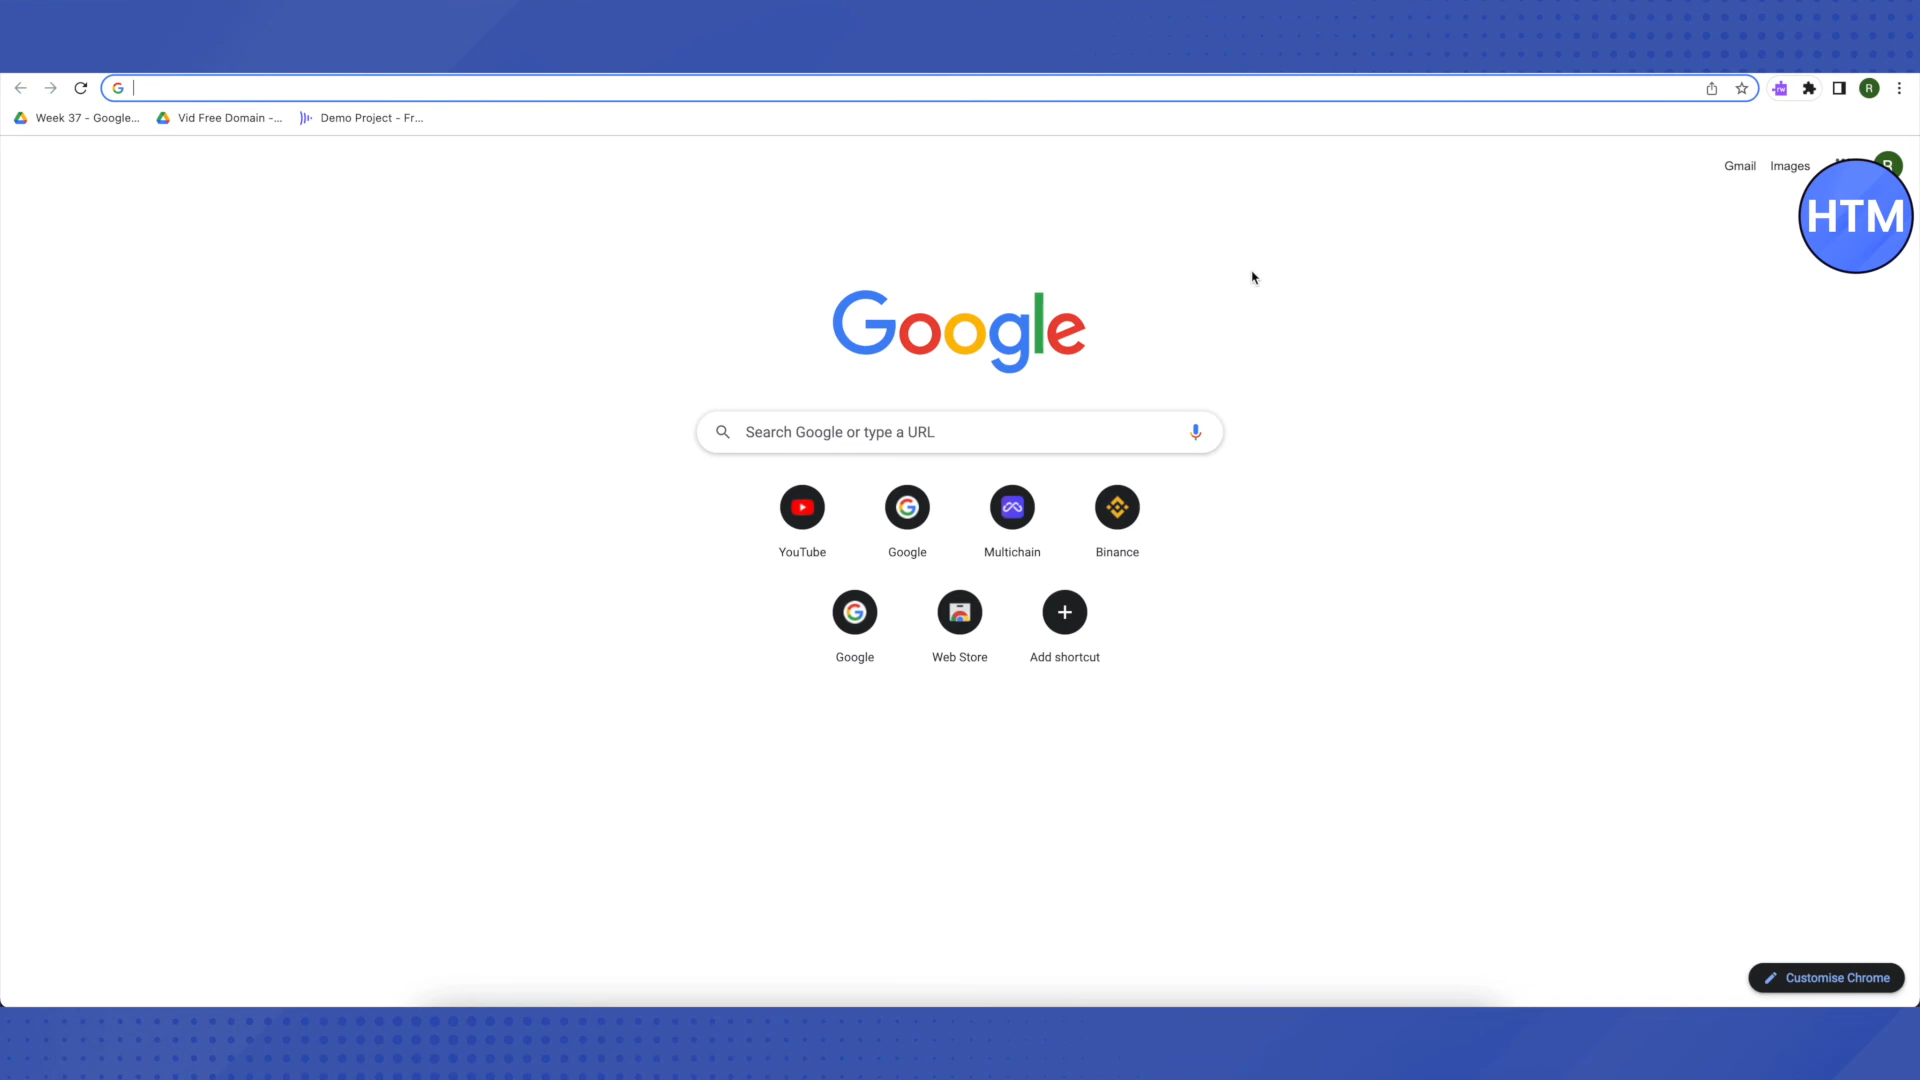 Week 37 - Google...
Vid Free Domain -...
Demo Project - Fr...
Gmail
Images
R
R
HTM
Google
Search Google or type a URL
YouTube
Google
Multichain
Binance
Google
Web Store
Add shortcut
Customise Chrome